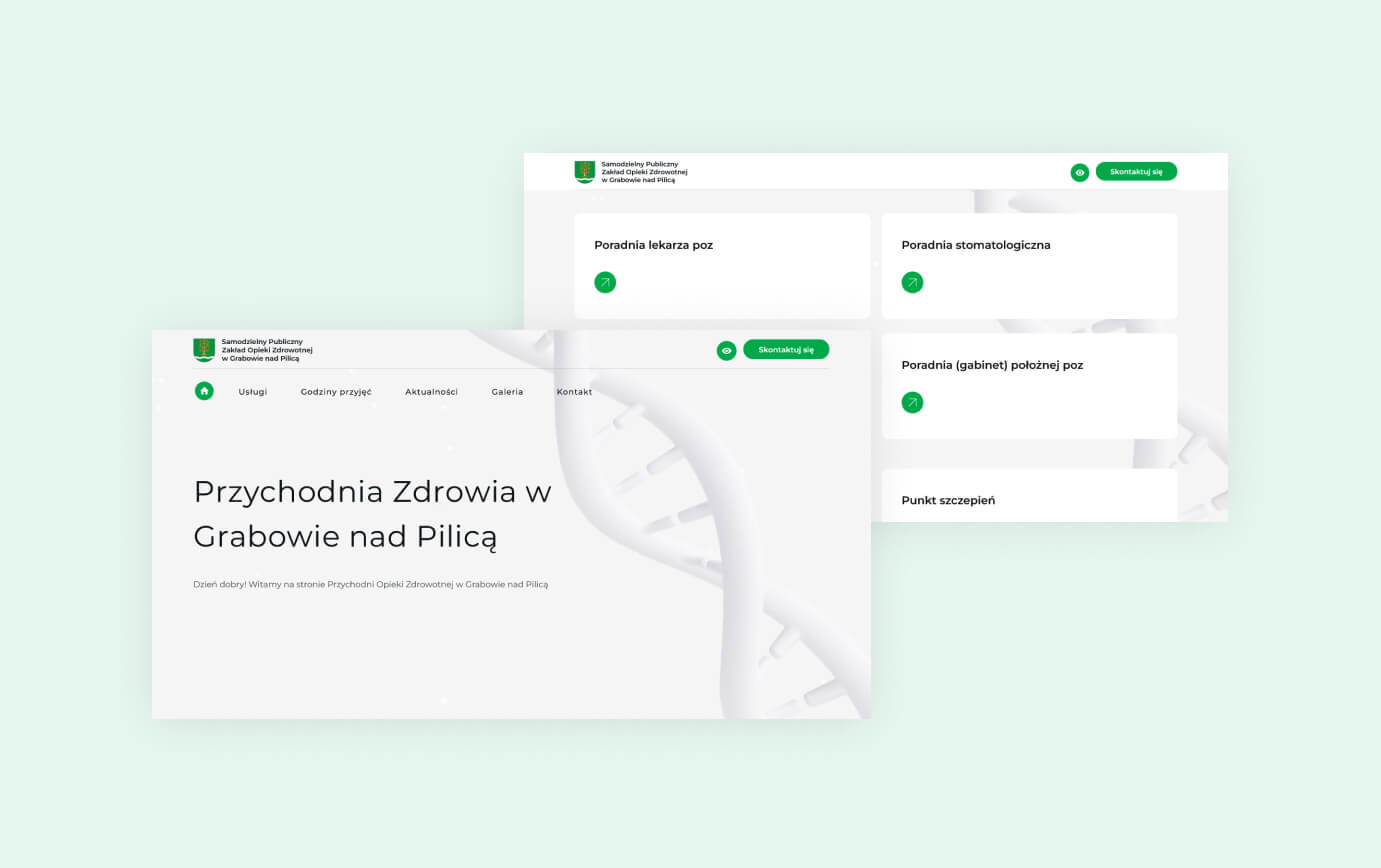 Samodzielny Publiczny
Zakład Opieki Zdrowotnej
w Grabowie nad Pilicą
Skontaktuj się
Poradnia lekarza poz
Poradnia stomatologiczna
Poradnia (gabinet) położnej poz
Punkt szczepień
Samodzielny Publiczny
Zakład Opieki Zdrowotnej
w Grabowie nad Pilicą
Skontaktuj się
Usługi Godziny przyjęć Aktualności Galeria Kontakt
Przychodnia Zdrowia w
Grabowie nad Pilicą
Dzień dobry! Witamy na stronie Przychodni Opieki Zdrowotnej w Grabowie nad Pilicą